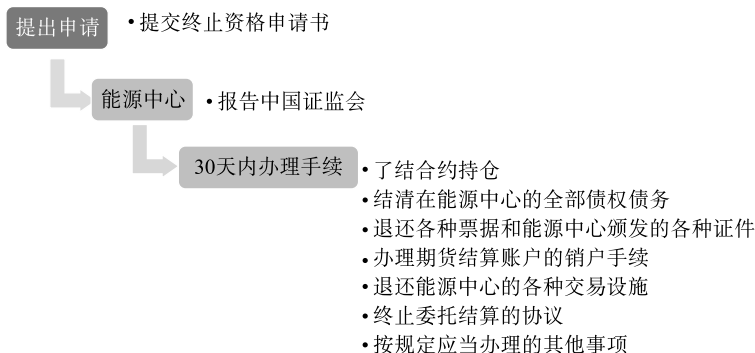 提出申请
•提交终止资格申请书
能源中心
•报告中国证监会
30天内办理手续
•了结合约持仓
•结清在能源中心的全部债权债务
•退还各种票据和能源中心颁发的各种证件
•办理期货结算账户的销户手续
•退还能源中心的各种交易设施
•终止委托结算的协议
•按规定应当办理的其他事项